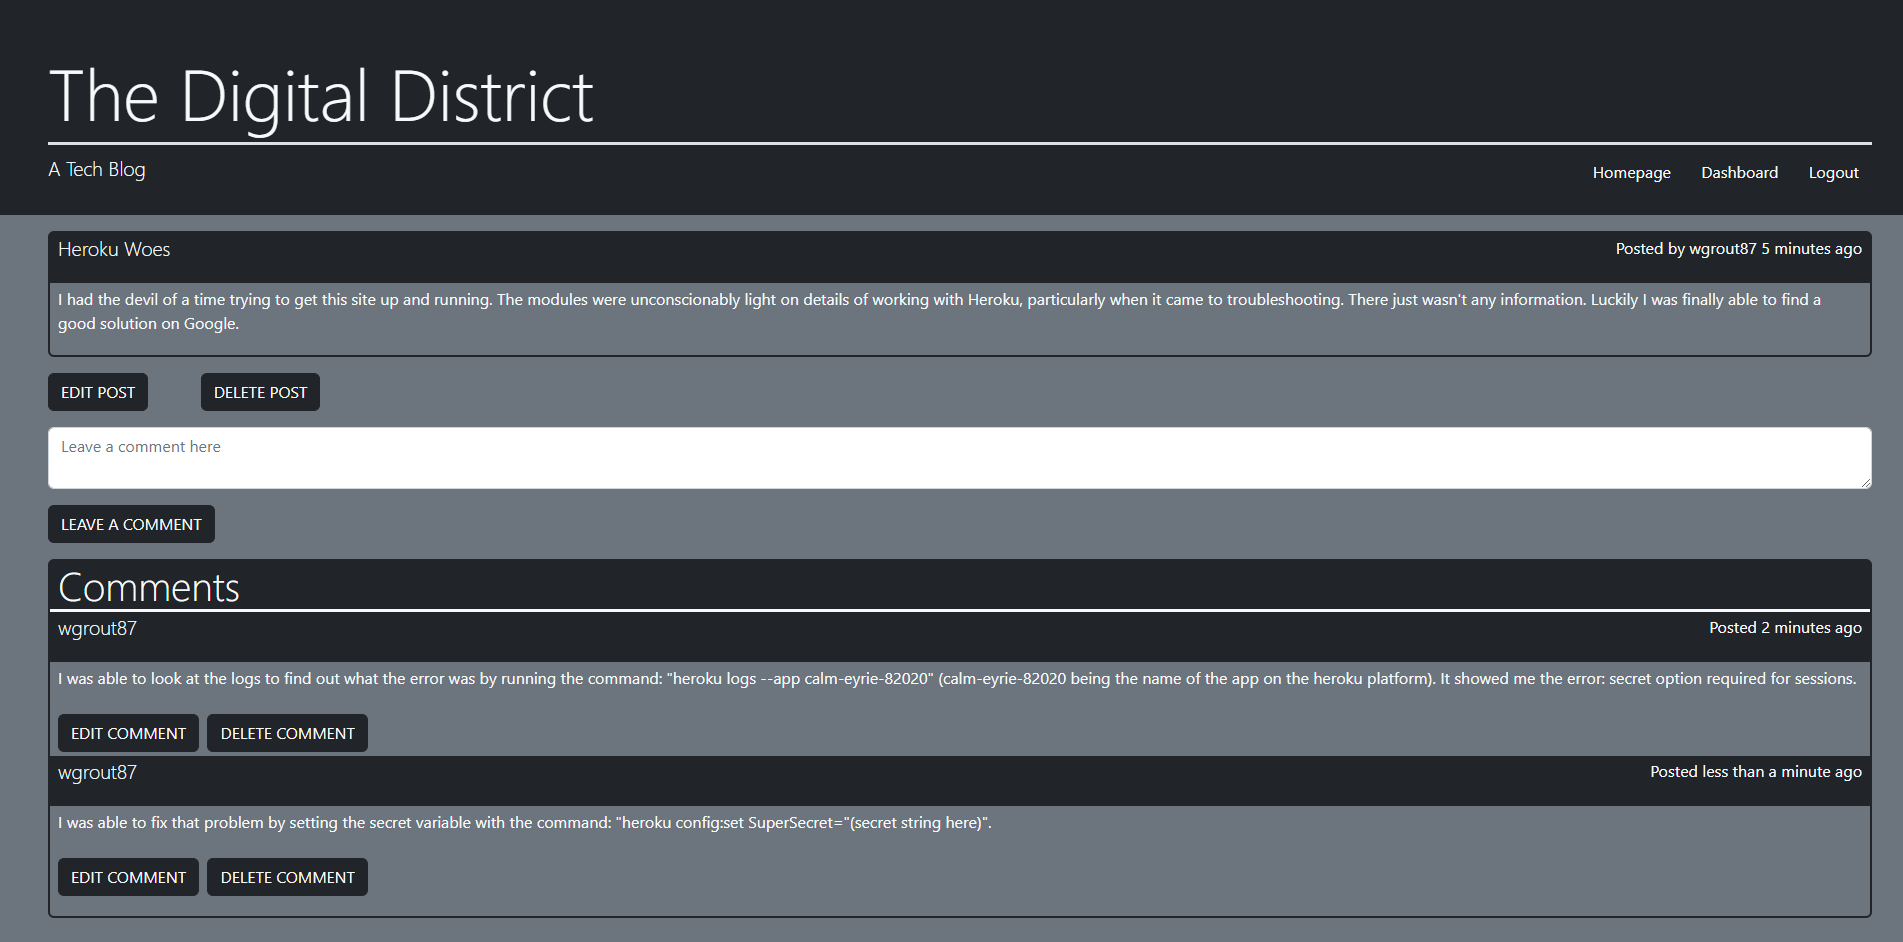 The Digital District
A Tech Blog
Homepage Dashboard Logout
Heroku Woes
Posted by wgrout87 5 minutes ago
I had the devil of a time trying to get this site up and running. The modules were unconscionably light on details of working with Heroku, particularly when it came to troubleshooting. There just wasn't any information. Luckily I was finally able to find a
good solution on Google.
EDIT POST DELETE POST
Leave a comment here
LEAVE A COMMENT
Comments
wgrout87
Posted 2 minutes ago
I was able to look at the logs to find out what the error was by running the command: "heroku logs --app calm-eyrie-82020" (calm-eyrie-82020 being the name of the app on the heroku platform). It showed me the error: secret option required for sessions.
EDIT COMMENT DELETE COMMENT
wgrout87
Posted less than a minute ago
I was able to fix that problem by setting the secret variable with the command: "heroku config:set SuperSecret="(secret string here)".
EDIT COMMENT DELETE COMMENT